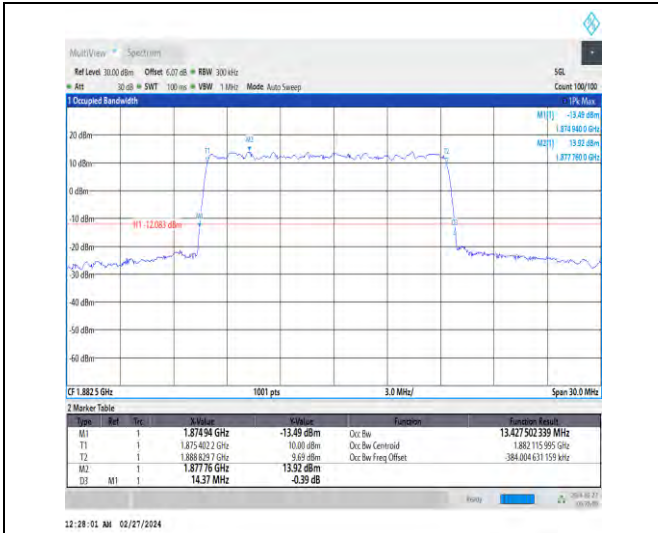 MultiView Spectrum
Ref Level 30.00 dBm Offset 6.07 dB RBW 300 kHz SGL
Att 30 dB SWT 100 ms VBW 1 MHz Mode Auto Sweep Count 100/100
1 Occupied Bandwidth 1Pk Max
M1[1] -13.49 dBm
1.874 940 0 GHz
M2[1] 13.92 dBm
1.877 760 0 GHz
20 dBm
M2
T1 T2
10 dBm
0 dBm
-10 dBm
M1
D3
H1 -12.083 dBm
-20 dBm
-30 dBm
-40 dBm
-50 dBm
-60 dBm
CF 1.882 5 GHz 1001 pts 3.0 MHz/ Span 30.0 MHz
2 Marker Table
Type Ref Trc X-Value Y-Value Function Function Result
M1 1 1.874 94 GHz -13.49 dBm Occ Bw 13.427 502 339 MHz
T1 1 1.875 402 2 GHz 10.00 dBm Occ Bw Centroid 1.882 115 995 GHz
T2 1 1.888 829 7 GHz 9.69 dBm Occ Bw Freq Offset -384.004 631 159 kHz
M2 1 1.877 76 GHz 13.92 dBm
D3 M1 1 14.37 MHz -0.39 dB
Ready
12:28:01 AM 02/27/2024